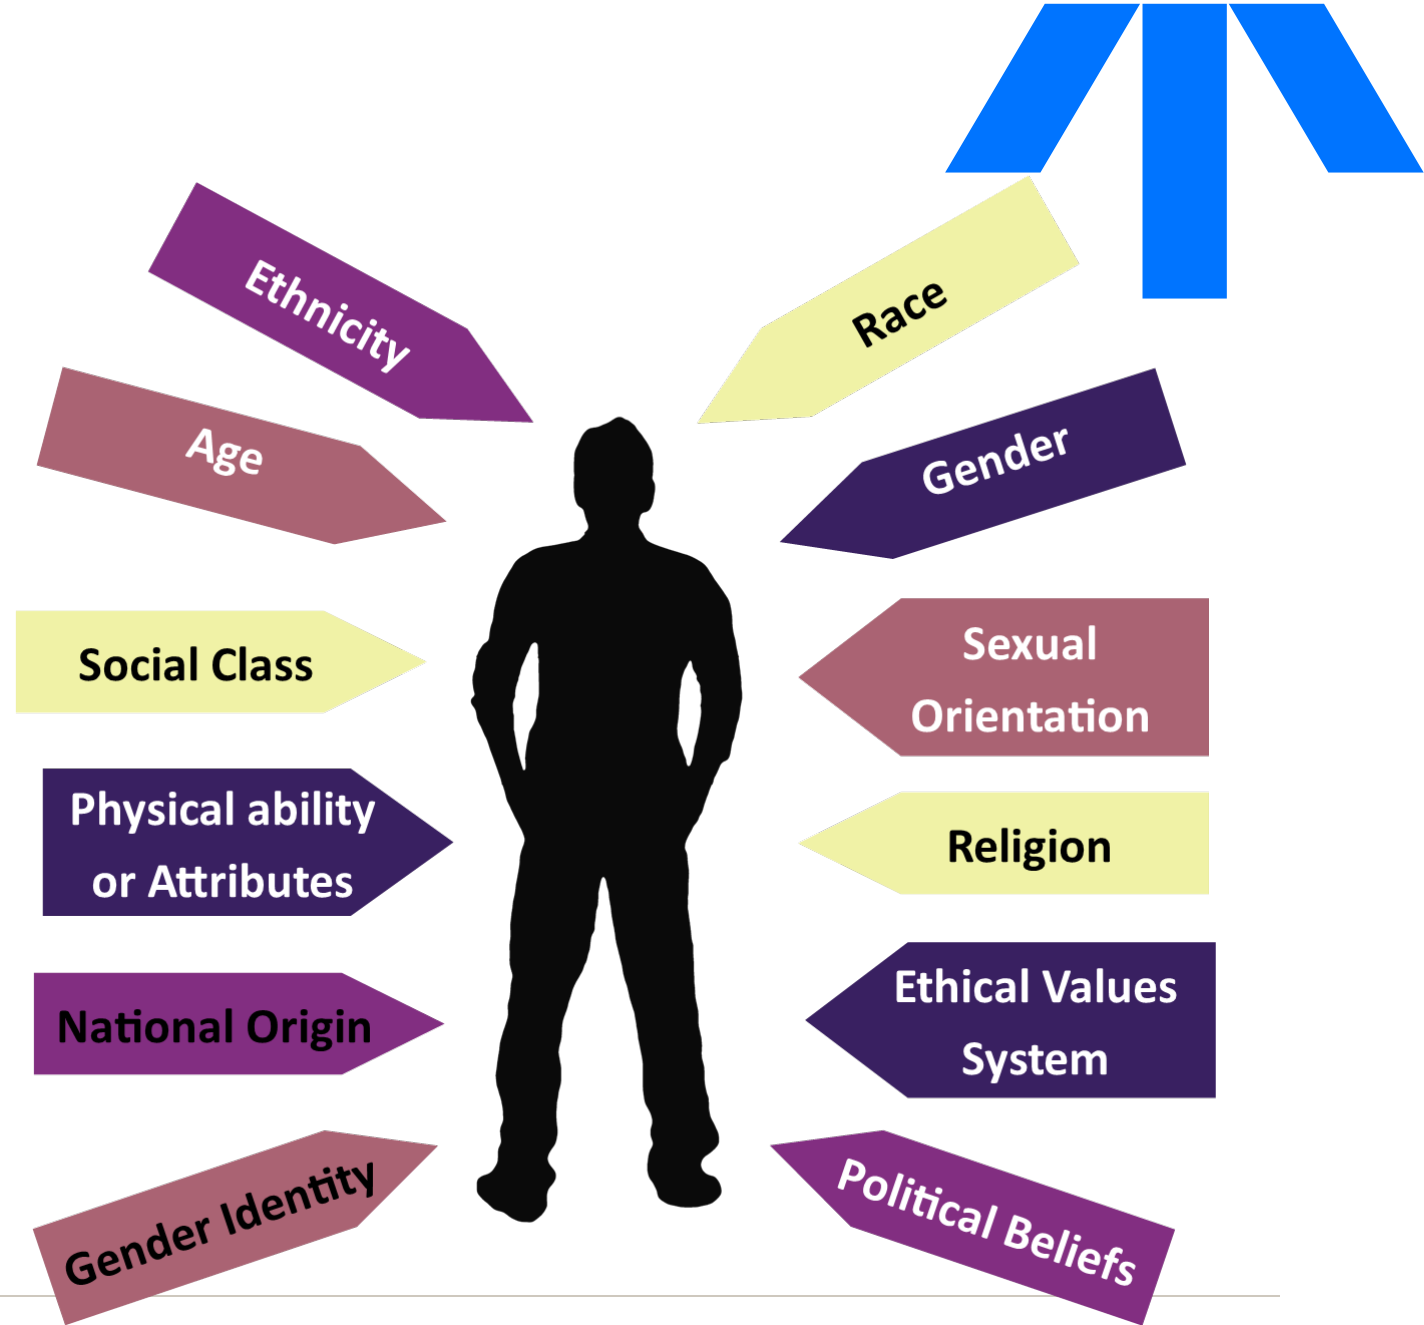 Ethnicity
Race
Age
Gender
Social Class
Sexual
Orientation
Physical ability
or Attributes
Religion
National Origin
Ethical Values
System
Gender Identity
Political Beliefs